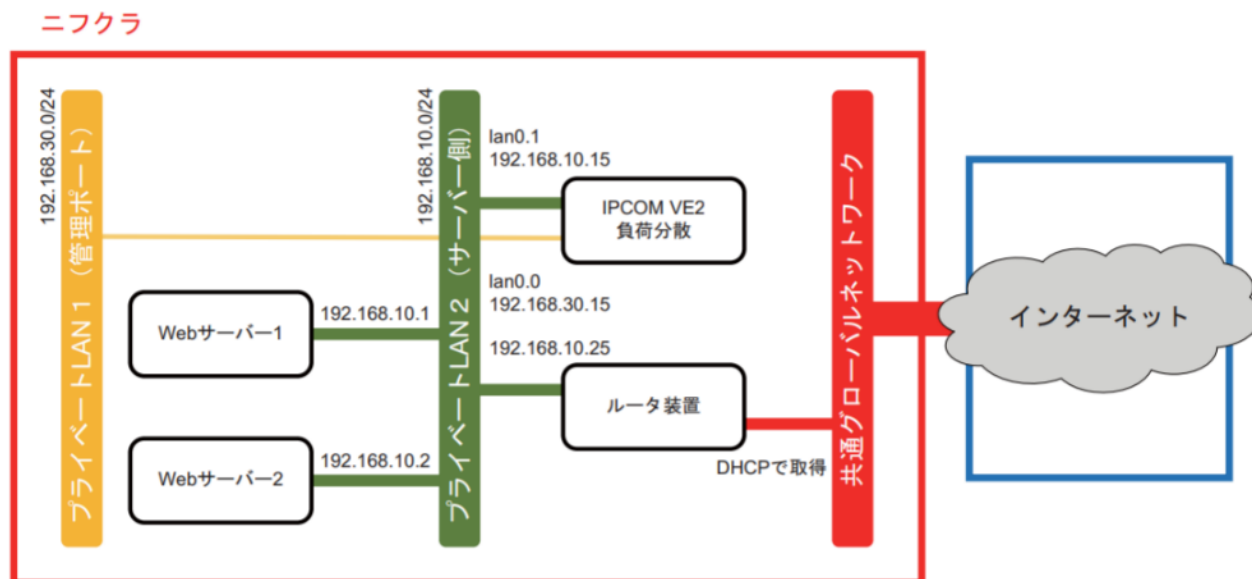 ニフクラ
192.168.30.0/24
プライベートLAN 1(管理ポート)
192.168.10.0/24
プライベートLAN 2(サーバー側)
lan0.1
192.168.10.15
IPCOM VE2
負荷分散
lan0.0
192.168.30.15
Webサーバー1
192.168.10.1
192.168.10.25
ルータ装置
Webサーバー2
192.168.10.2
DHCPで取得
共通グローバルネットワーク
インターネット